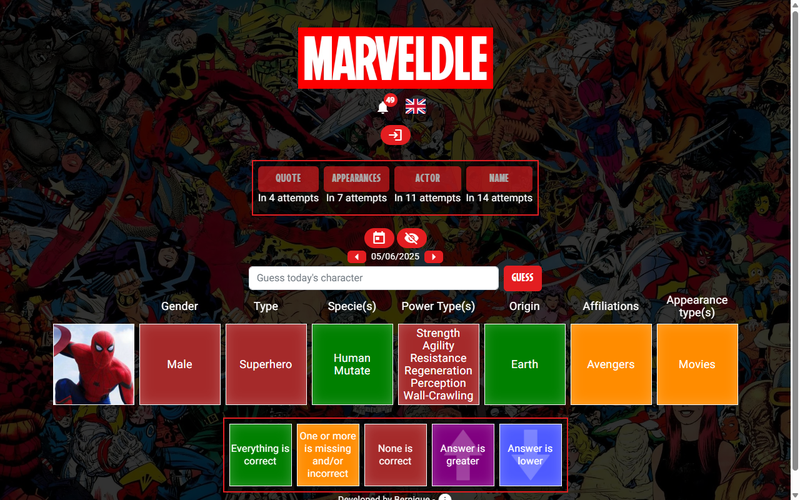 MARVELDLE
49
QUOTE APPEARANCES ACTOR NAME
In 4 attempts In 7 attempts In 11 attempts In 14 attempts
05/06/2025
Guess today's character GUESS
Gender Type Specie(s) Power Type(s) Origin Affiliations Appearance
type(s)
Male
Superhero
Human
Mutate
Strength
Agility
Resistance
Regeneration
Perception
Wall-Crawling
Earth
Avengers
Movies
Everything is
correct
One or more
is missing
and/or
incorrect
None is
correct
Answer is
greater
Answer is
lower
Developed by Bernique -